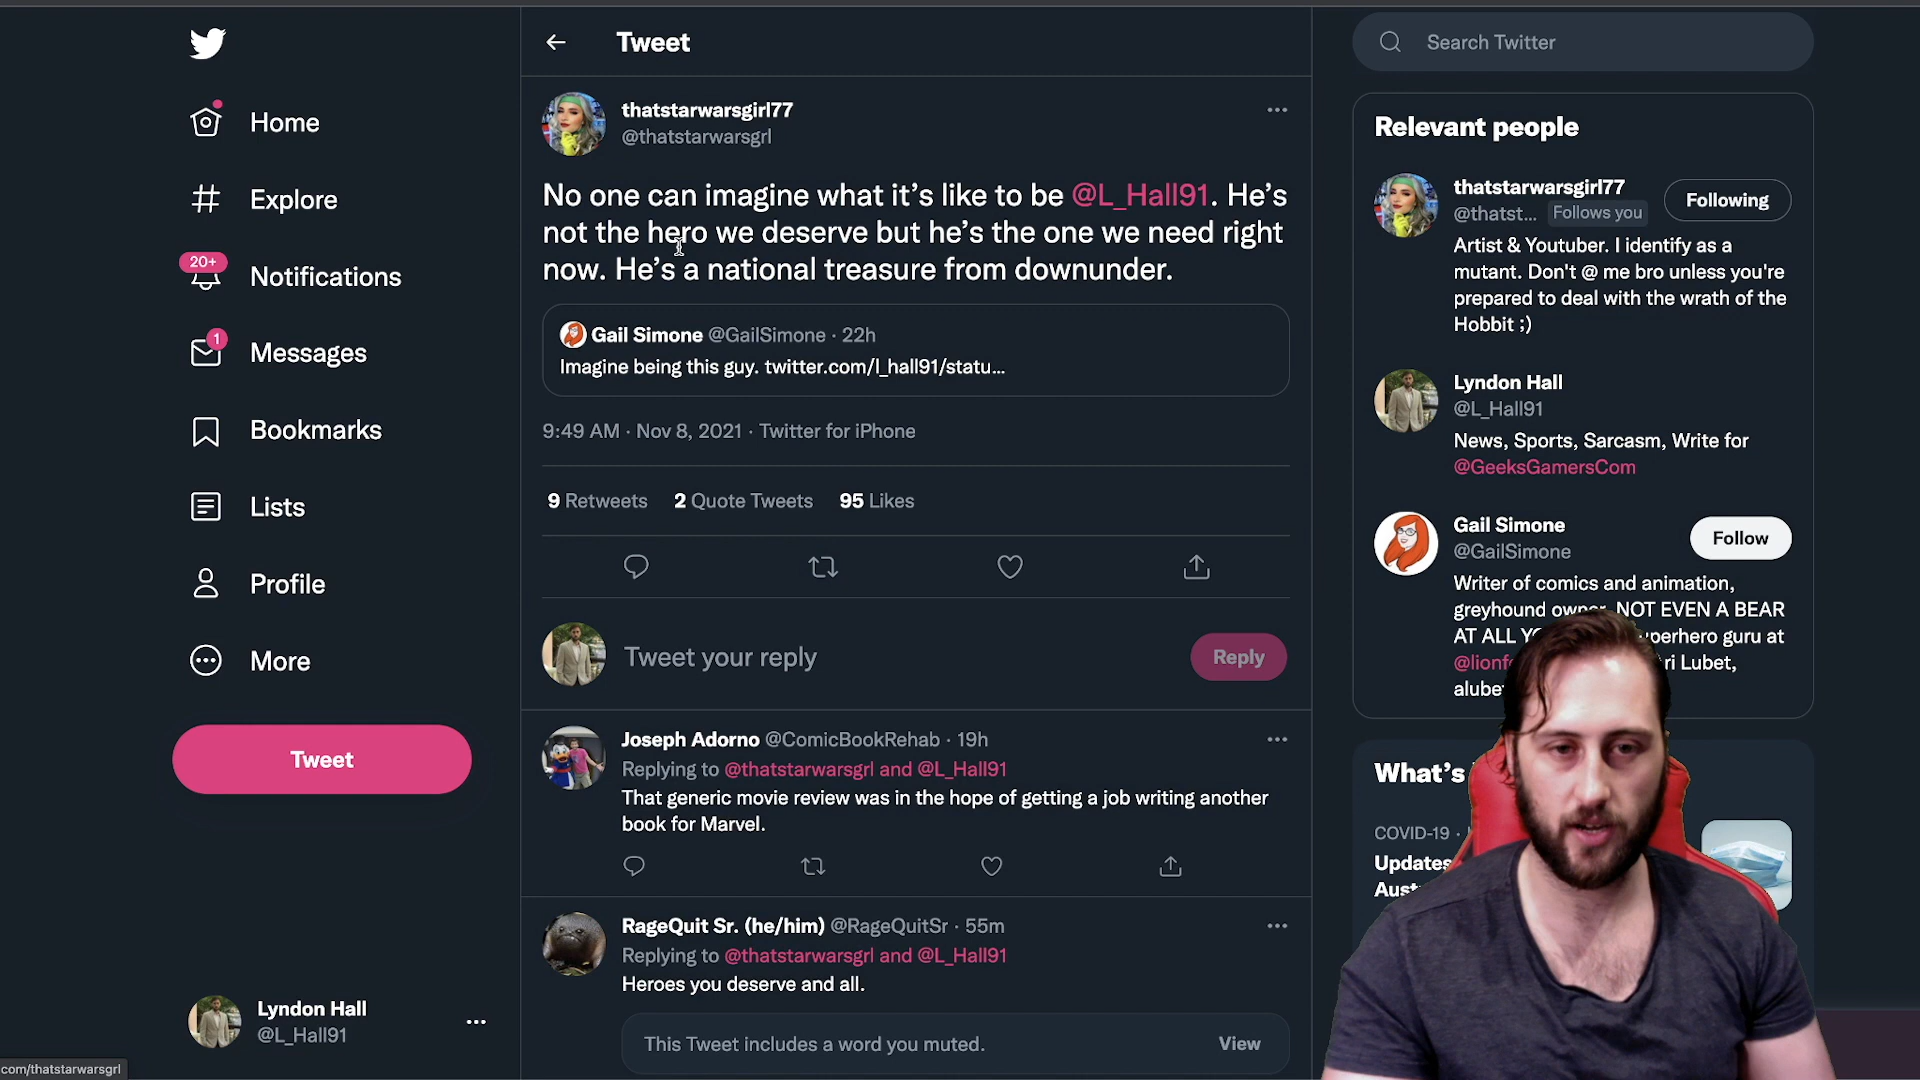 Tweet
Search Twitter
Home
Explore
20+
Notifications
1
Messages
Bookmarks
Lists
Profile
More
Tweet
Lyndon Hall
@L_Hall91
com/thatstarwarsgrl
thatstarwarsgirl77
@thatstarwarsgrl
No one can imagine what it's like to be @L_Hall91. He's
not the hero we deserve but he's the one we need right
now. He's a national treasure from downunder.
Gail Simone @GailSimone · 22h
Imagine being this guy. twitter.com/l_hall91/statu...
9:49 AM · Nov 8, 2021 · Twitter for iPhone
9 Retweets 2 Quote Tweets 95 Likes
Tweet your reply
Reply
Joseph Adorno @ComicBookRehab · 19h
Replying to @thatstarwarsgrl and @L_Hall91
That generic movie review was in the hope of getting a job writing another
book for Marvel.
RageQuit Sr. (he/him) @RageQuitSr · 55m
Replying to @thatstarwarsgrl and @L_Hall91
Heroes you deserve and all.
This Tweet includes a word you muted.
View
Relevant people
thatstarwarsgirl77
@thatst... Follows you
Following
Artist & Youtuber. I identify as a
mutant. Don't @ me bro unless you're
prepared to deal with the wrath of the
Hobbit ;)
Lyndon Hall
@L_Hall91
News, Sports, Sarcasm, Write for
@GeeksGamersCom
Gail Simone
@GailSimone
Follow
Writer of comics and animation,
greyhound owner, NOT EVEN A BEAR
AT ALL guru at
Lubet,
What's
COVID-19 ·
Updates